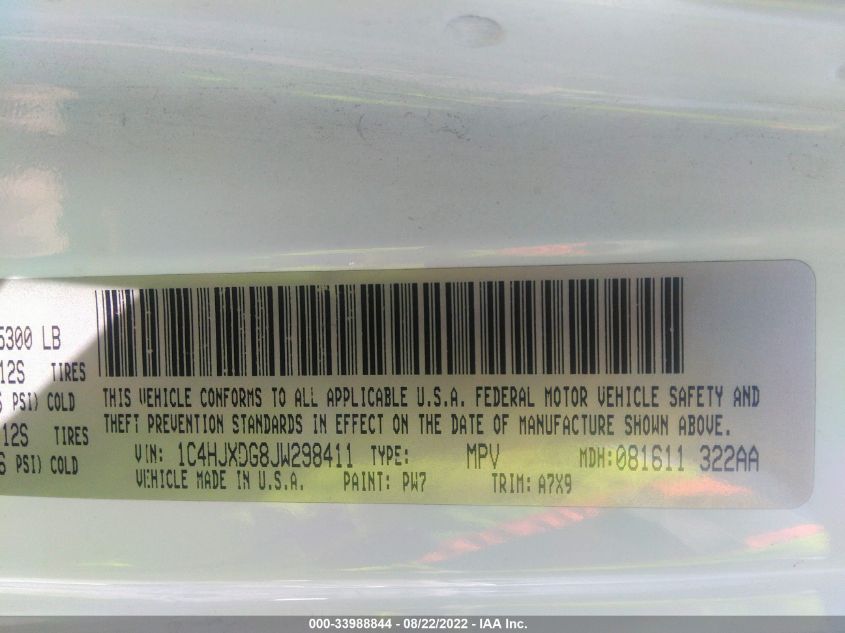 5300 LB
12S TIRES
PSI) COLD
12S TIRES
PSI) COLD
THIS VEHICLE CONFORMS TO ALL APPLICABLE U.S.A. FEDERAL MOTOR VEHICLE SAFETY AND
THEFT PREVENTION STANDARDS IN EFFECT ON THE DATE OF MANUFACTURE SHOWN ABOVE.
VIN: 1C4HJXDG8JW298411 TYPE: MPV MDH:081611 322AA
VEHICLE MADE IN U.S.A. PAINT: PW7 TRIM: A7X9
000-33988844 - 08/22/2022 - IAA Inc.